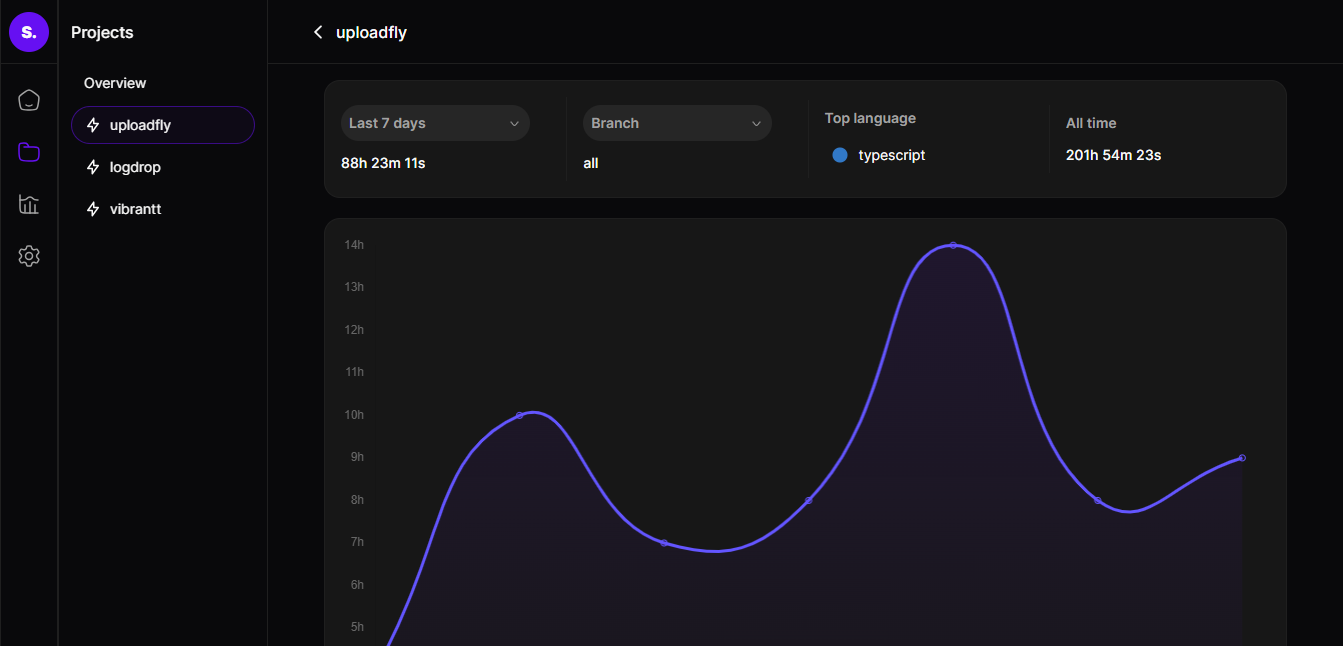 S.
Projects
Overview
uploadfly
logdrop
vibrantt
uploadfly
Last 7 days
88h 23m 11s
Branch
all
Top language
typescript
All time
201h 54m 23s
14h
13h
12h
11h
10h
9h
8h
7h
6h
5h